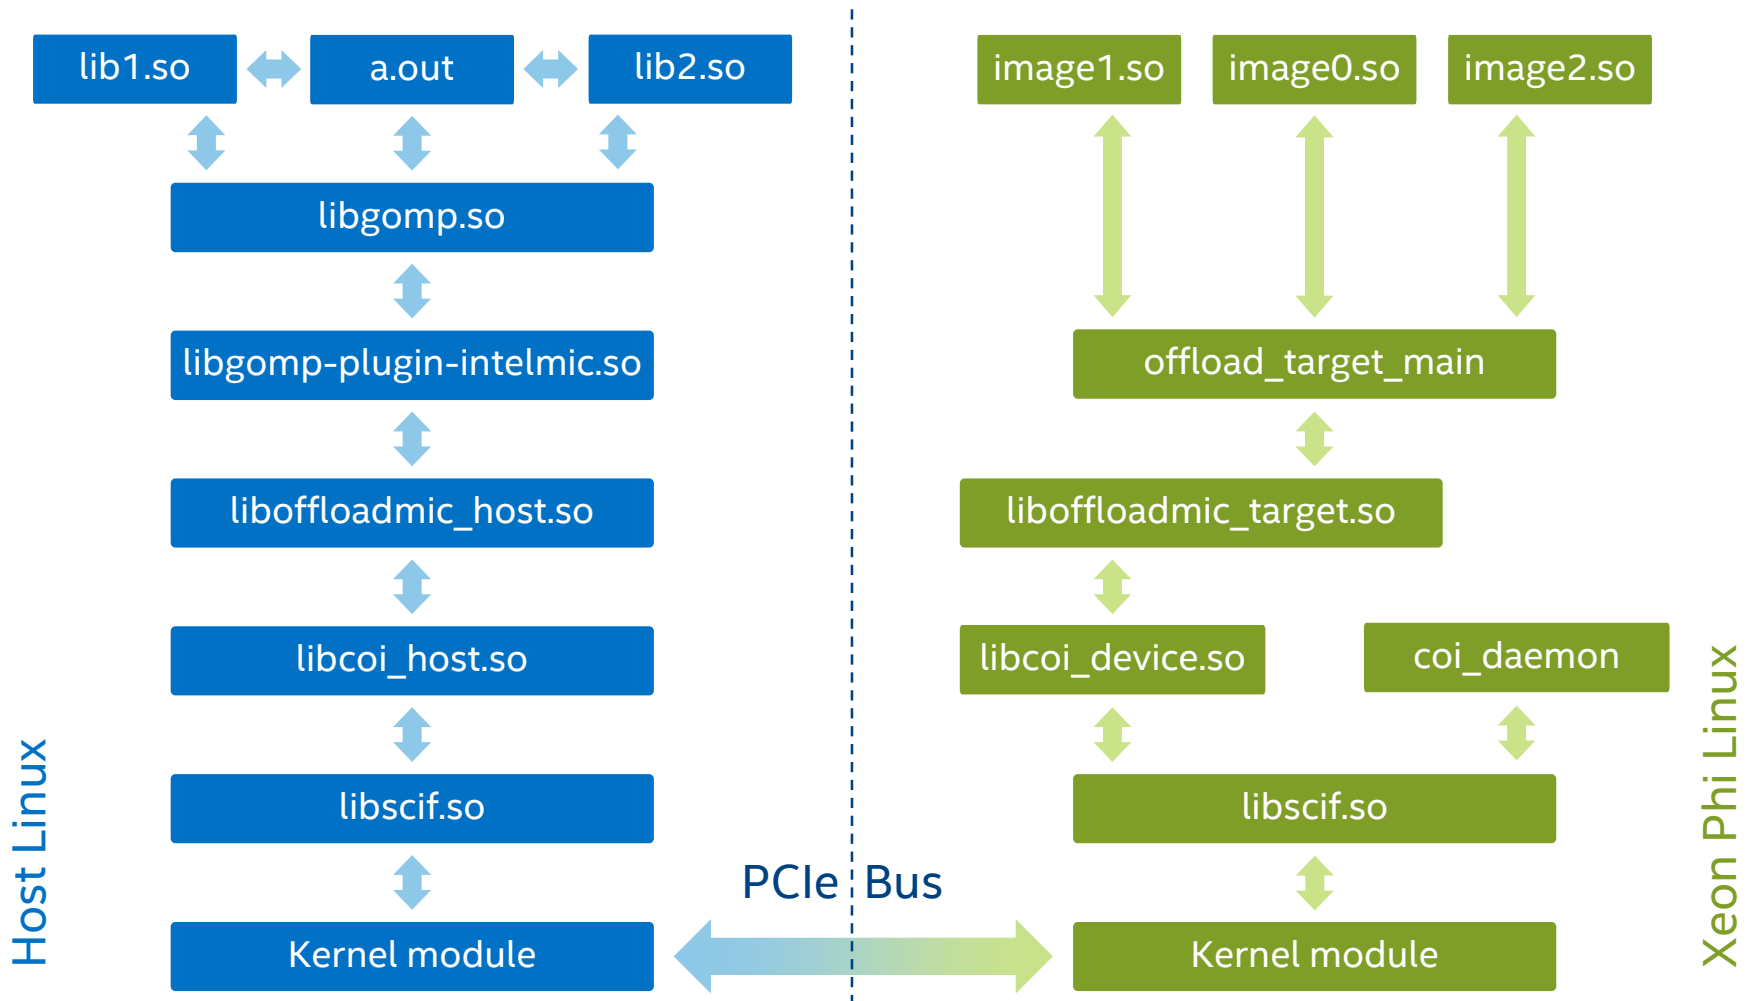 lib1.so
a.out
lib2.so
libgomp.so
libgomp-plugin-intelmic.so
liboffloadmic_host.so
libcoi_host.so
libscif.so
Kernel module
Host Linux
PCIe Bus
image1.so
image0.so
image2.so
offload_target_main
liboffloadmic_target.so
libcoi_device.so
coi_daemon
libscif.so
Kernel module
Xeon Phi Linux